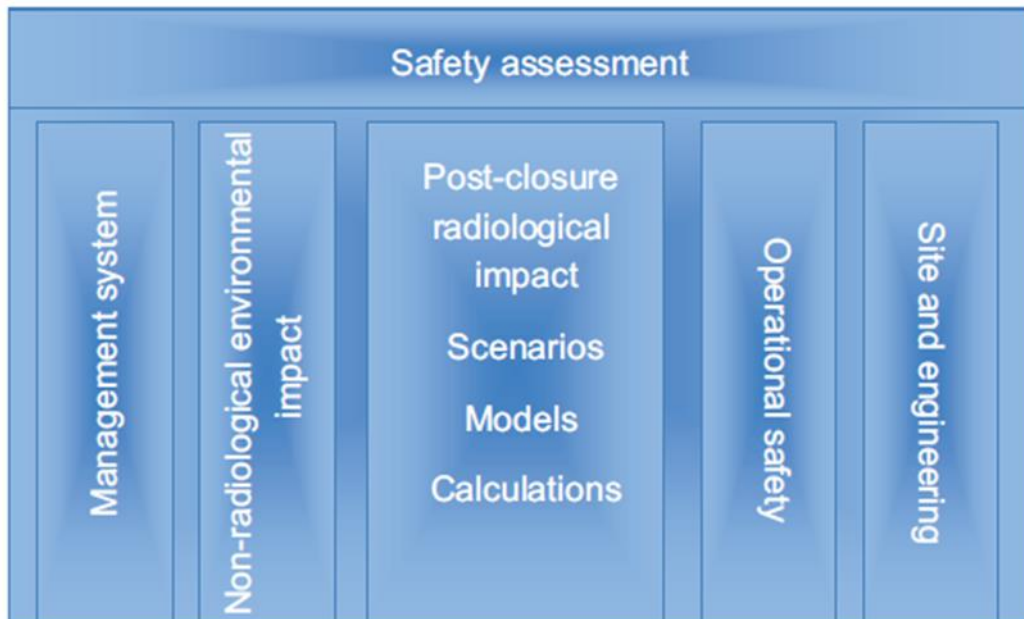 Safety assessment
Management system
Non-radiological environmental
impact
Post-closure
radiological
impact
Scenarios
Models
Calculations
Operational safety
Site and engineering